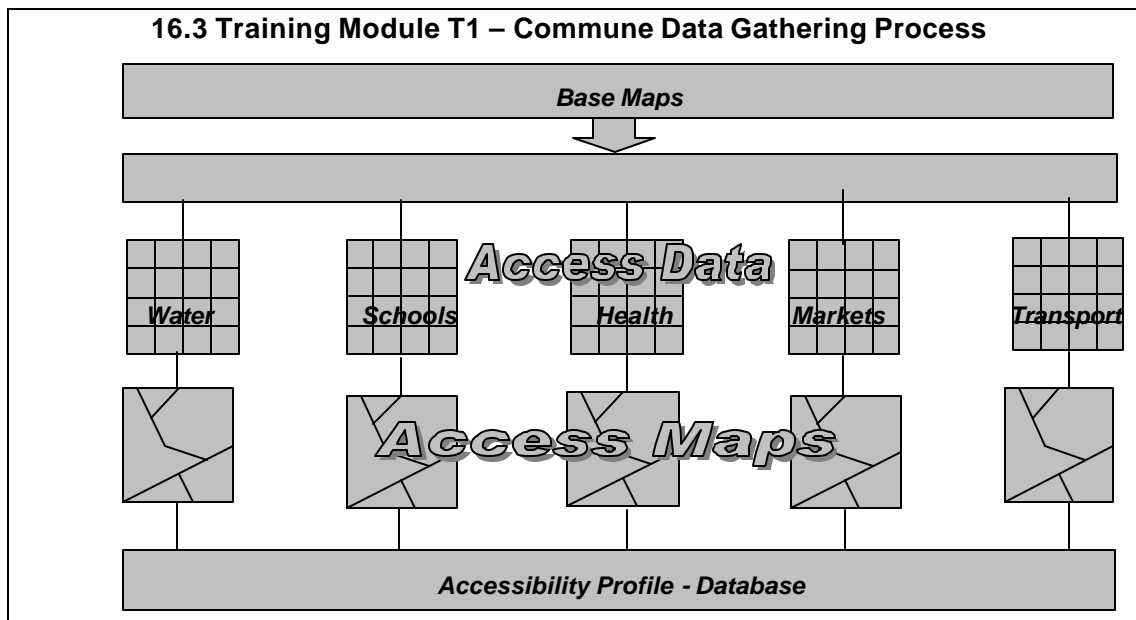 16.3 Training Module T1 – Commune Data Gathering Process
Base Maps
Access Data
Water Schools Health Markets Transport
Access Maps
Accessibility Profile - Database